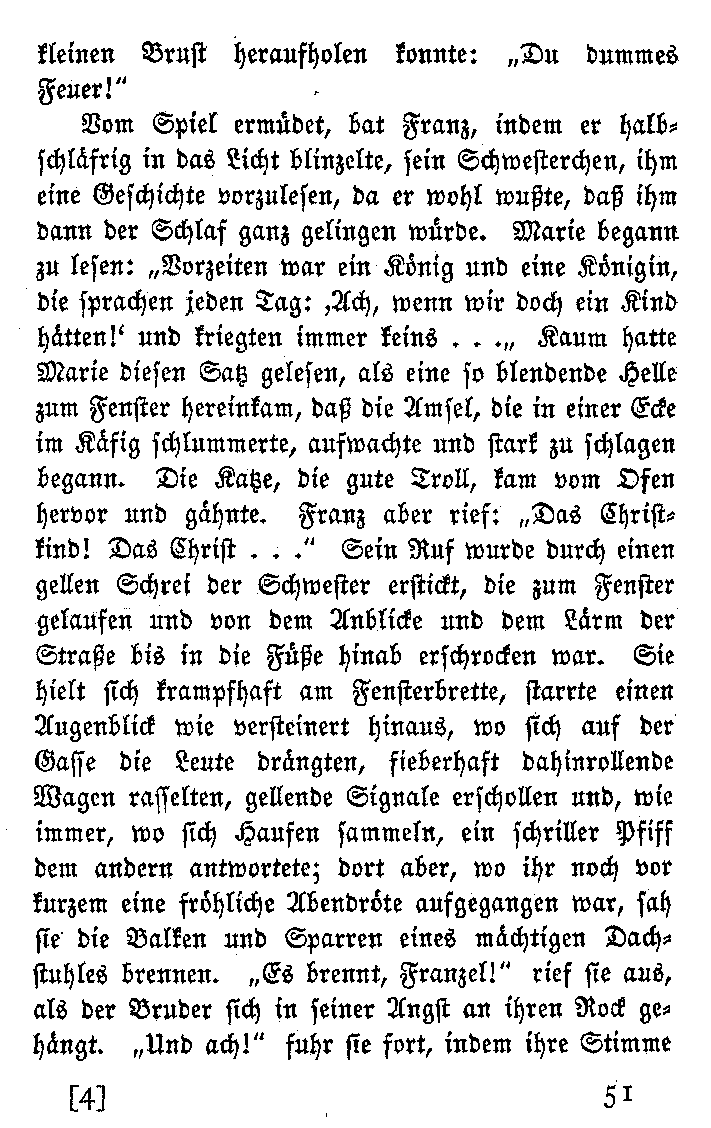 kleinen Brust heraufholen konnte: „Du dummes
Feuer!“
Vom Spiel ermüdet, bat Franz, indem er halb-
schläfrig in das Licht blinzelte, sein Schwesterchen, ihm
eine Geschichte vorzulesen, da er wohl wußte, daß ihm
dann der Schlaf ganz gelingen würde. Marie begann
zu lesen: „Vorzeiten war ein König und eine Königin,
die sprachen jeden Tag: ‚Ach, wenn wir doch ein Kind
hätten!‘ und kriegten immer keins . . .„ Kaum hatte
Marie diesen Satz gelesen, als eine so blendende Helle
zum Fenster hereinkam, daß die Amsel, die in einer Ecke
im Käfig schlummerte, aufwachte und stark zu schlagen
begann. Die Katze, die gute Troll, kam vom Ofen
hervor und gähnte. Franz aber rief: „Das Christ-
kind! Das Christ . . .“ Sein Ruf wurde durch einen
gellen Schrei der Schwester erstickt, die zum Fenster
gelaufen und von dem Anblicke und dem Lärm der
Straße bis in die Füße hinab erschrocken war. Sie
hielt sich krampfhaft am Fensterbrette, starrte einen
Augenblick wie versteinert hinaus, wo sich auf der
Gasse die Leute drängten, fieberhaft dahinrollende
Wagen rasselten, gellende Signale erschollen und, wie
immer, wo sich Haufen sammeln, ein schriller Pfiff
dem andern antwortete; dort aber, wo ihr noch vor
kurzem eine fröhliche Abendröte aufgegangen war, sah
sie die Balken und Sparren eines mächtigen Dach-
stuhles brennen. „Es brennt, Franzel!“ rief sie aus,
als der Bruder sich in seiner Angst an ihren Rock ge-
hängt. „Und ach!“ fuhr sie fort, indem ihre Stimme
[4] 51